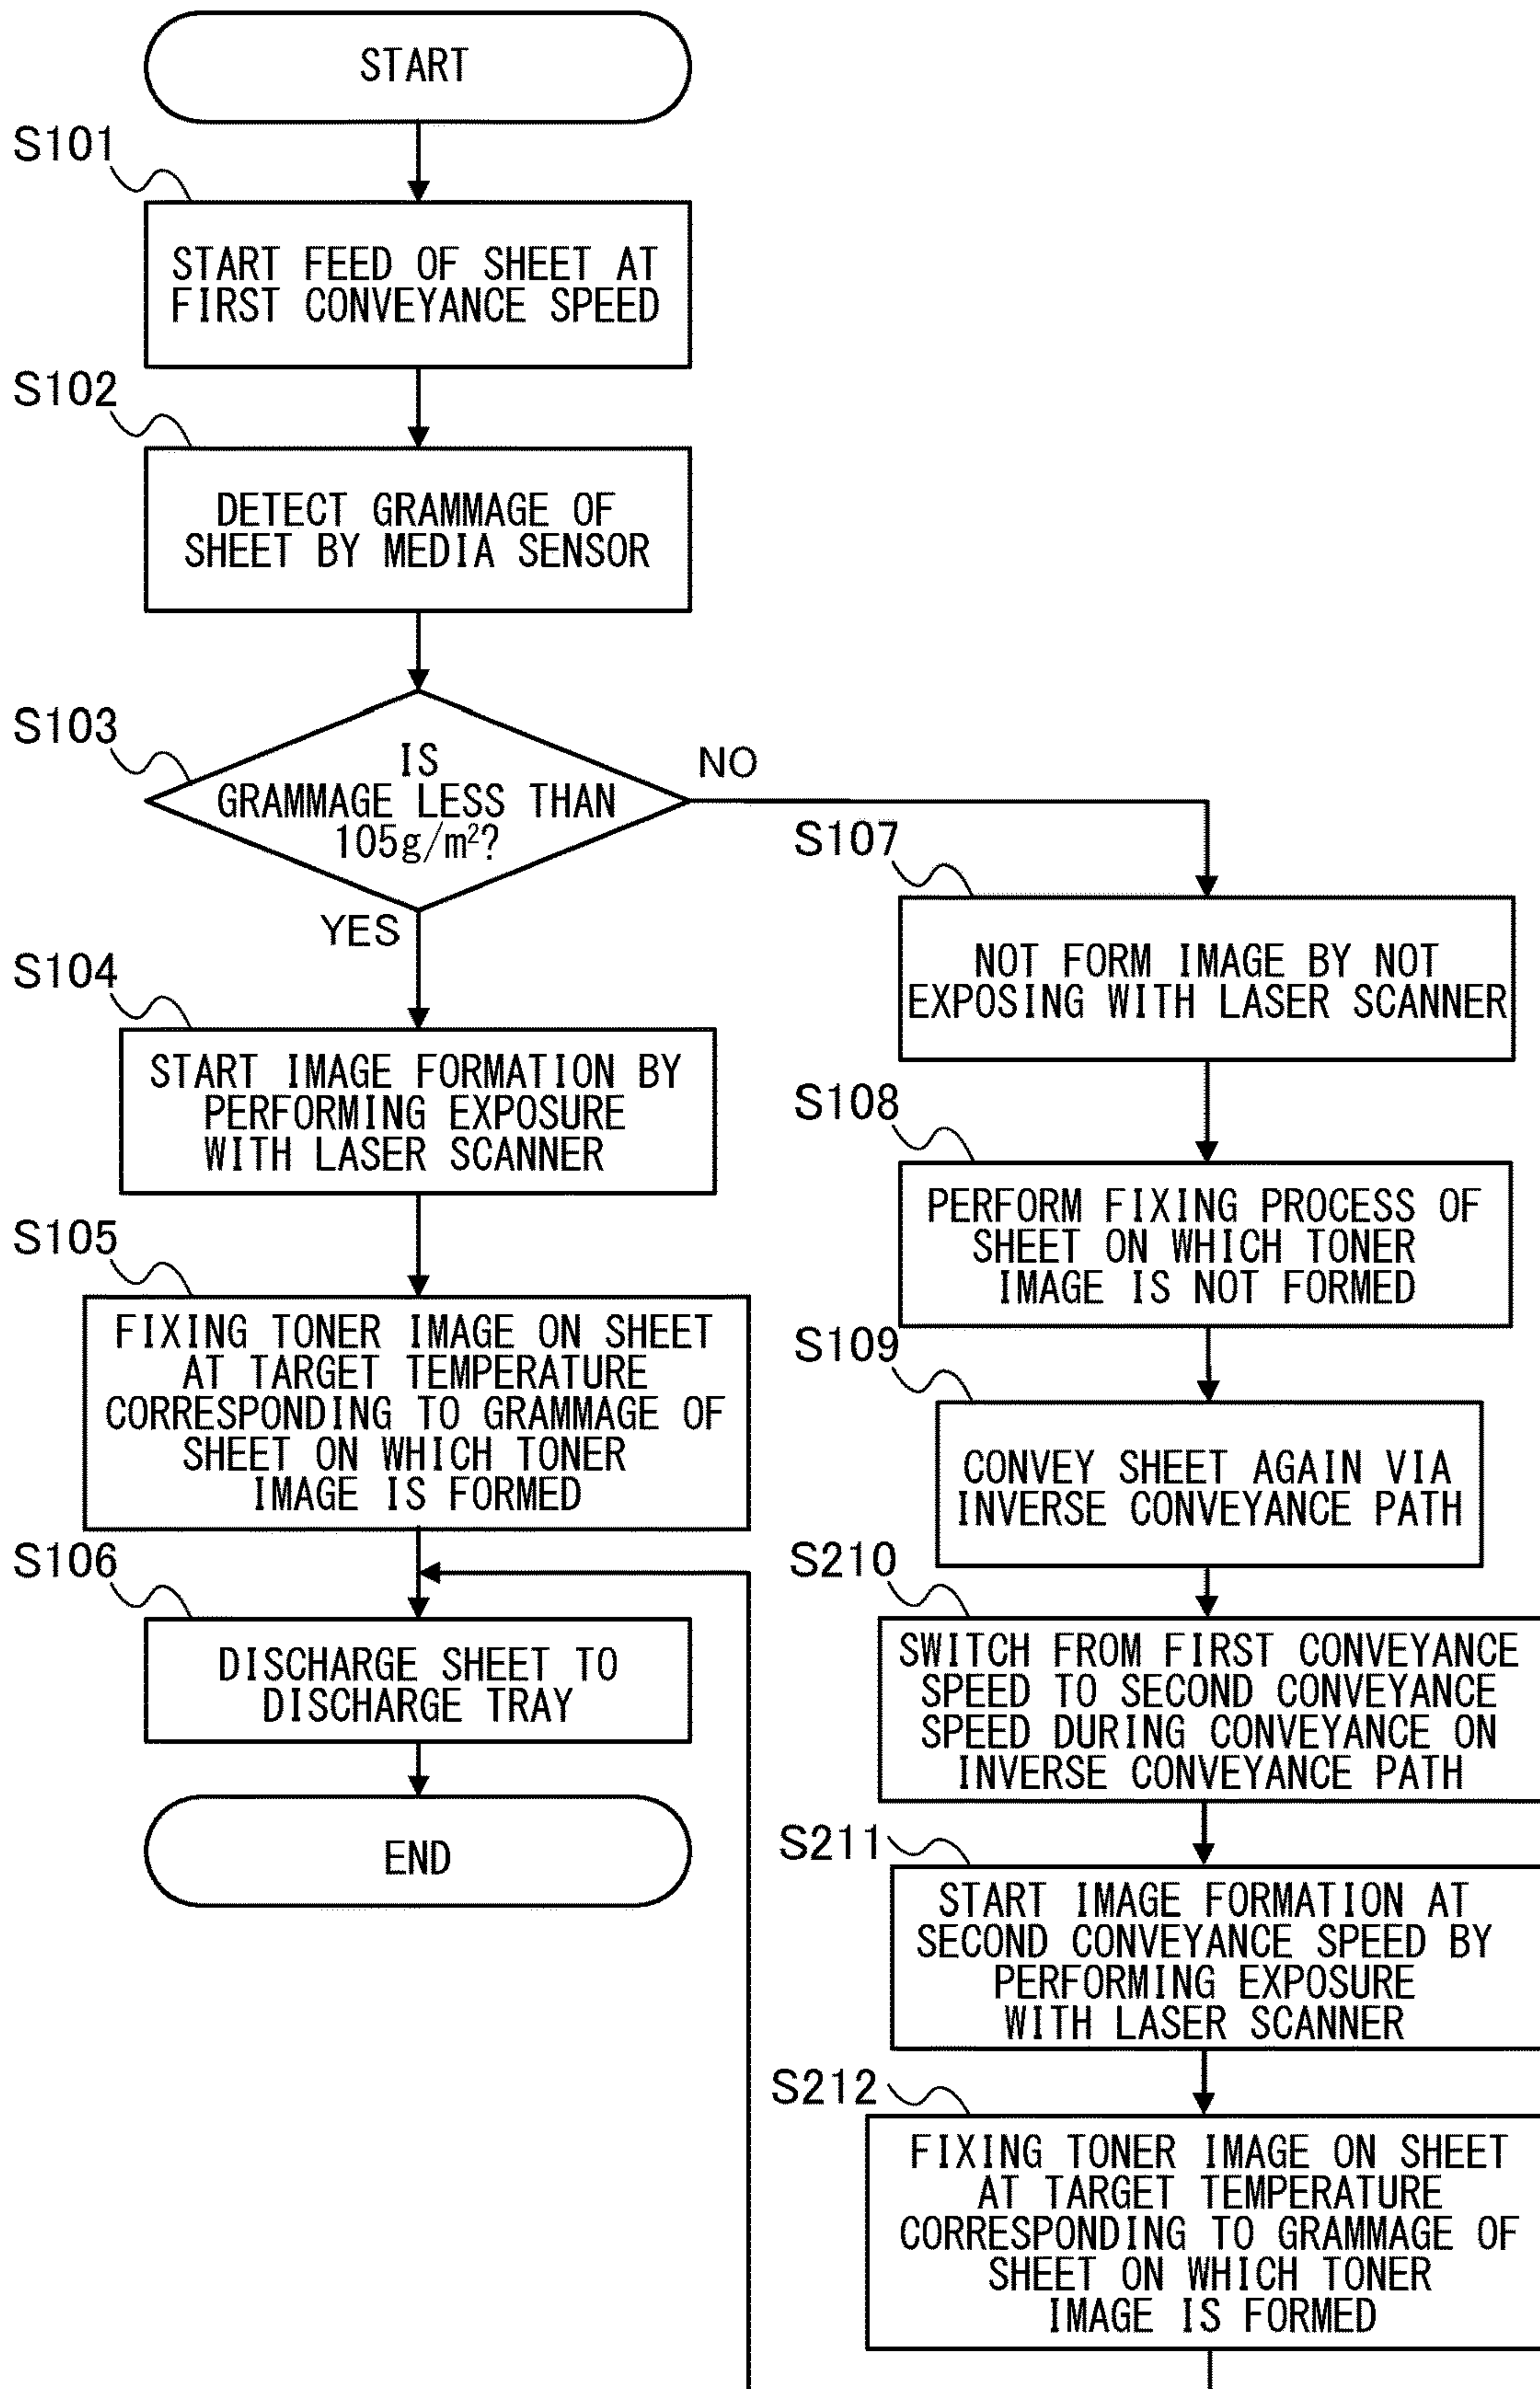 START
S101
START FEED OF SHEET AT
FIRST CONVEYANCE SPEED
S102
DETECT GRAMMAGE OF
SHEET BY MEDIA SENSOR
S103
IS
GRAMMAGE LESS THAN
105g/m²?
NO
YES
S104
START IMAGE FORMATION BY
PERFORMING EXPOSURE
WITH LASER SCANNER
S105
FIXING TONER IMAGE ON SHEET
AT TARGET TEMPERATURE
CORRESPONDING TO GRAMMAGE OF
SHEET ON WHICH TONER
IMAGE IS FORMED
S106
DISCHARGE SHEET TO
DISCHARGE TRAY
END
S107
NOT FORM IMAGE BY NOT
EXPOSING WITH LASER SCANNER
S108
PERFORM FIXING PROCESS OF
SHEET ON WHICH TONER
IMAGE IS NOT FORMED
S109
CONVEY SHEET AGAIN VIA
INVERSE CONVEYANCE PATH
S210
SWITCH FROM FIRST CONVEYANCE
SPEED TO SECOND CONVEYANCE
SPEED DURING CONVEYANCE ON
INVERSE CONVEYANCE PATH
S211
START IMAGE FORMATION AT
SECOND CONVEYANCE SPEED BY
PERFORMING EXPOSURE
WITH LASER SCANNER
S212
FIXING TONER IMAGE ON SHEET
AT TARGET TEMPERATURE
CORRESPONDING TO GRAMMAGE OF
SHEET ON WHICH TONER
IMAGE IS FORMED